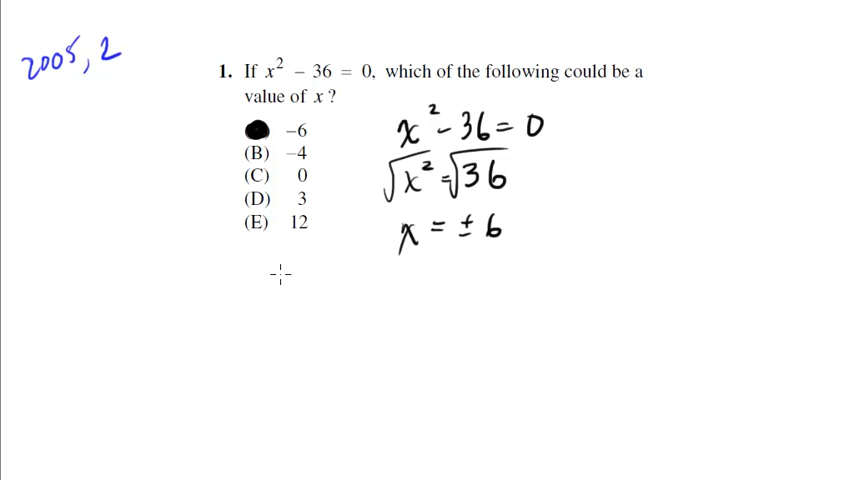 2005, 2
1. If x² − 36 = 0, which of the following could be a
value of x ?
−6
(B) −4
(C) 0
(D) 3
(E) 12
x² - 36 = 0
√x² = √36
x = ± 6